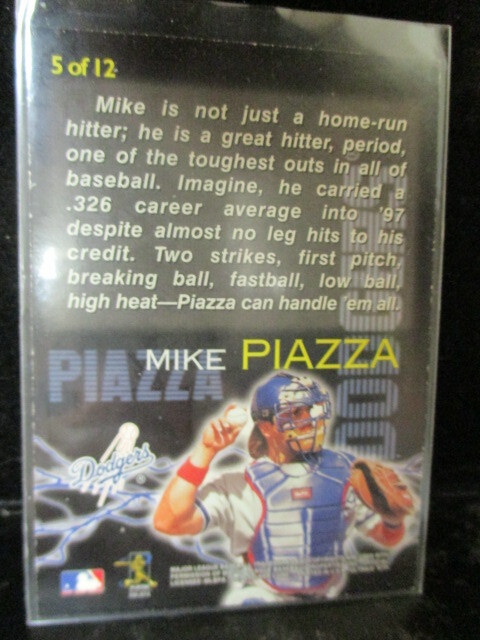 5 of 12
Mike is not just a home-run
hitter; he is a great hitter, period,
one of the toughest outs in all of
baseball. Imagine, he carried a
.326 career average into '97
despite almost no leg hits to his
credit. Two strikes, first pitch,
breaking ball, fastball, low ball,
high heat—Piazza can handle 'em all.
MIKE PIAZZA
PIAZZA
Dodgers